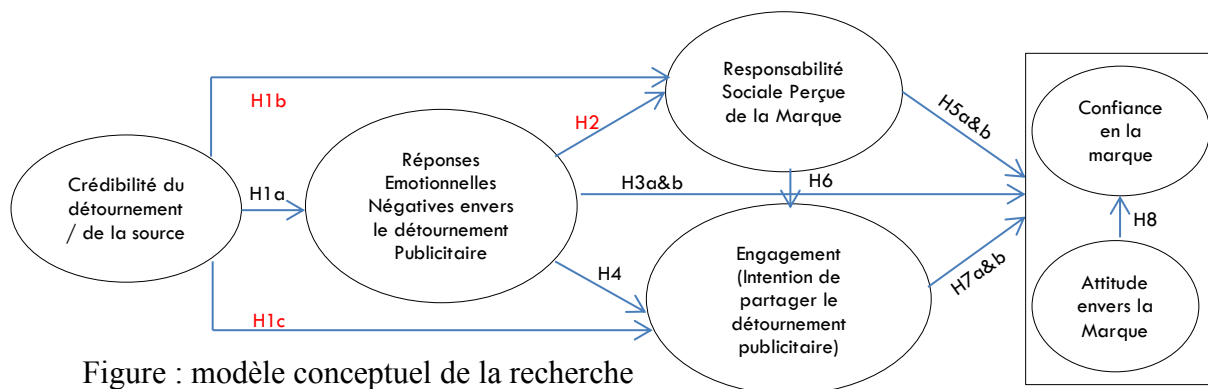 Crédibilité du
détournement
/ de la source
H1a
H1b
H1c
Réponses
Emotionnelles
Négatives envers
le détournement
Publicitaire
H2
H3a&b
H4
Responsabilité
Sociale Perçue
de la Marque
H6
Engagement
(Intention de
partager le
détournement
publicitaire)
H5a&b
H7a&b
Confiance
en la
marque
H8
Attitude
envers la
Marque
Figure : modèle conceptuel de la recherche